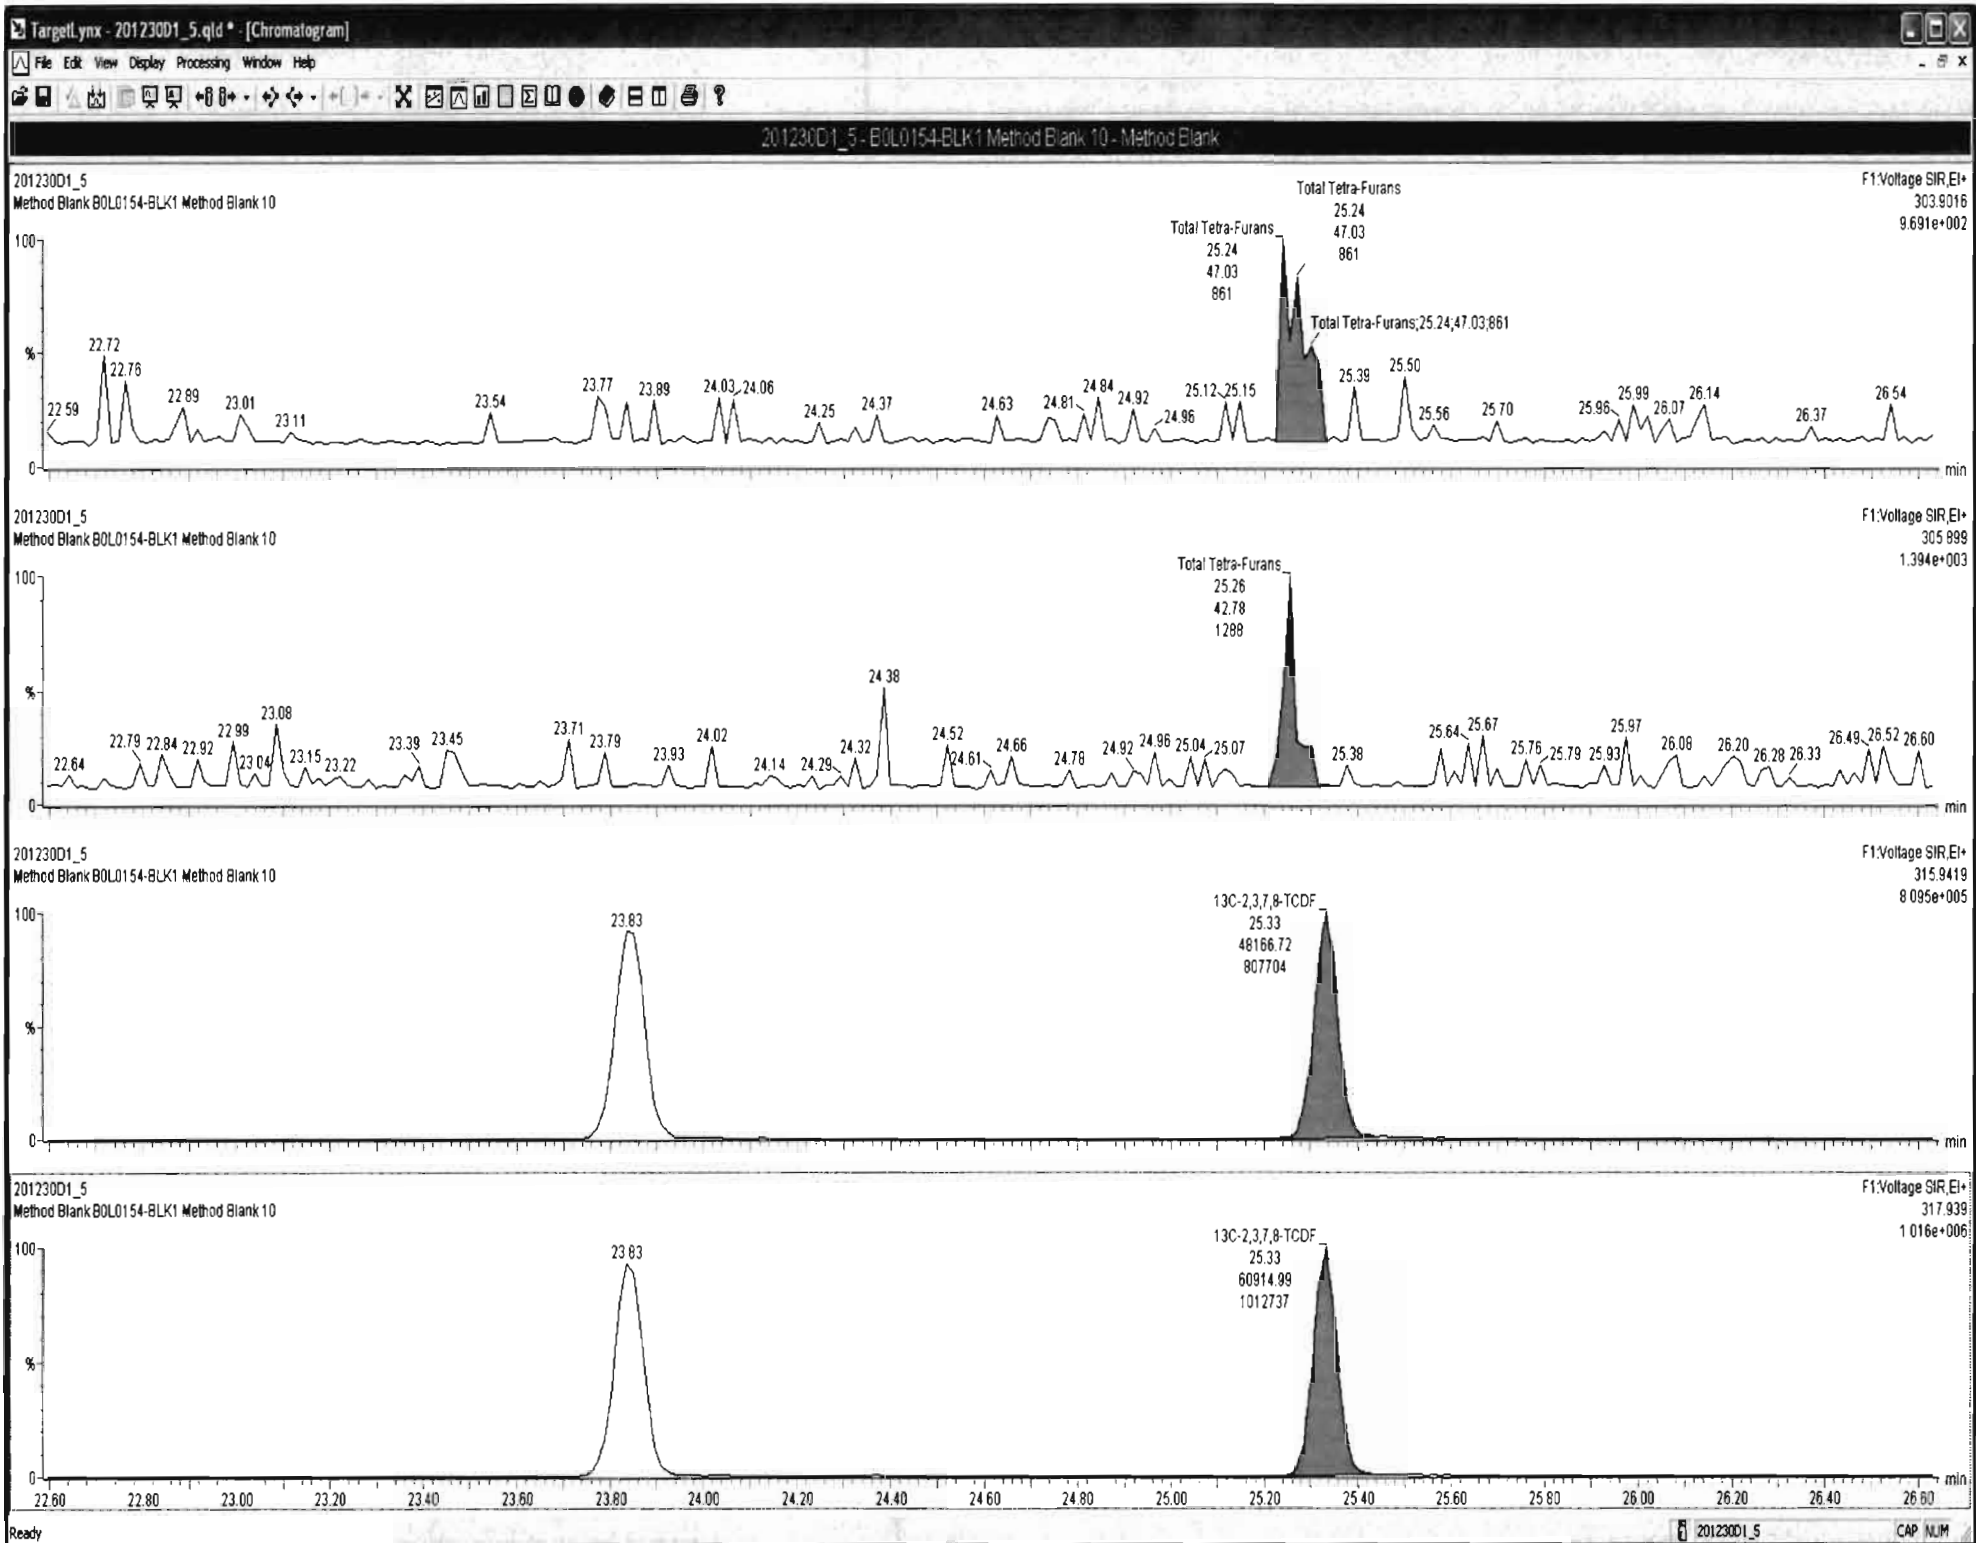 TargetLynx - 201230D1_5.qld * - [Chromatogram]
File Edit View Display Processing Window Help
201230D1_5 - B0L0154-BLK1 Method Blank 10 - Method Blank
201230D1_5
Method Blank B0L0154-BLK1 Method Blank 10
F1:Voltage SIR,EI+
303.9016
9.691e+002
Total Tetra-Furans
25.24
47.03
861
Total Tetra-Furans
25.24
47.03
861
Total Tetra-Furans;25.24;47.03;861
100
%
0
22.59 22.72 22.76 22.89 23.01 23.11 23.54 23.77 23.89 24.03 24.06 24.25 24.37 24.63 24.81 24.84 24.92 24.96 25.12 25.15 25.39 25.50 25.56 25.70 25.96 25.99 26.07 26.14 26.37 26.54
min
201230D1_5
Method Blank B0L0154-BLK1 Method Blank 10
F1:Voltage SIR,EI+
305.899
1.394e+003
Total Tetra-Furans
25.26
42.78
1288
100
%
0
22.64 22.79 22.84 22.92 22.99 23.04 23.08 23.15 23.22 23.39 23.45 23.71 23.79 23.93 24.02 24.14 24.29 24.32 24.38 24.52 24.61 24.66 24.78 24.92 24.96 25.04 25.07 25.38 25.64 25.67 25.76 25.79 25.93 25.97 26.08 26.20 26.28 26.33 26.49 26.52 26.60
min
201230D1_5
Method Blank B0L0154-BLK1 Method Blank 10
F1:Voltage SIR,EI+
315.9419
8.095e+005
13C-2,3,7,8-TCDF
25.33
48166.72
807704
100
23.83
%
0
min
201230D1_5
Method Blank B0L0154-BLK1 Method Blank 10
F1:Voltage SIR,EI+
317.939
1.016e+006
13C-2,3,7,8-TCDF
25.33
60914.99
1012737
100
23.83
%
0
min
22.60 22.80 23.00 23.20 23.40 23.60 23.80 24.00 24.20 24.40 24.60 24.80 25.00 25.20 25.40 25.60 25.80 26.00 26.20 26.40 26.60
Ready
201230D1_5
CAP NUM